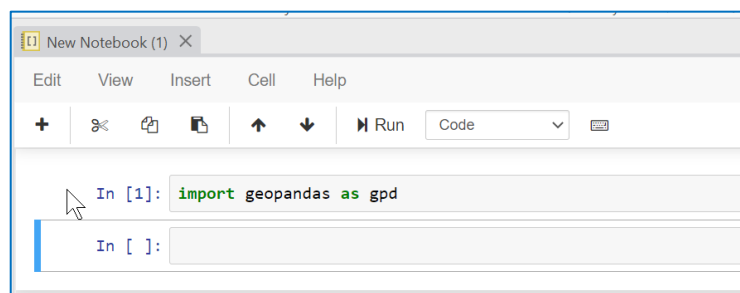 New Notebook (1)
Edit View Insert Cell Help
Run Code
In [1]: import geopandas as gpd
In [ ]: